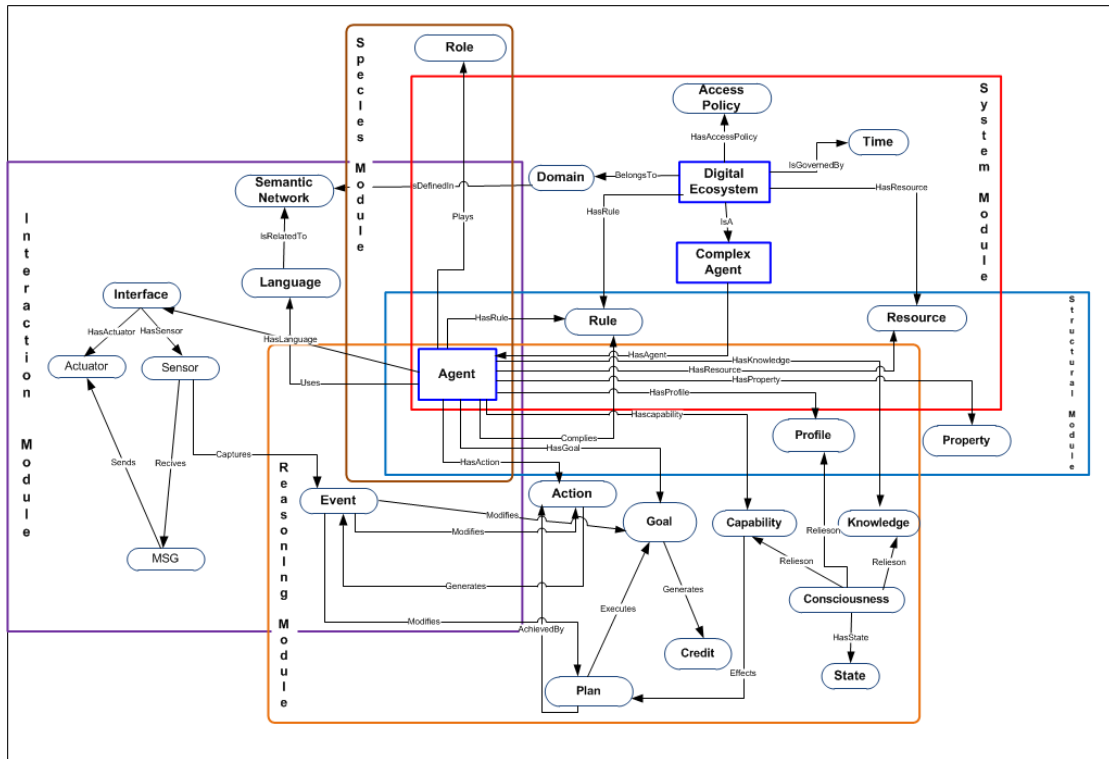 Species Module
Role
System Module
Access
Policy
HasAccessPolicy
Time
IsGovernedBy
Digital
Ecosystem
BelongsTo
Domain
isDefinedIn
Semantic
Network
HasResource
HasRule
IsA
Plays
Interaction Module
IsRelatedTo
Complex
Agent
Language
Interface
Structural Module
HasRule
Rule
Resource
HasActuator
HasSensor
HasLanguage
HasAgent
HasKnowledge
Actuator
Sensor
Agent
HasResource
HasProperty
Uses
HasProfile
Hascapability
Complies
Profile
Property
HasGoal
Sends
Recives
Captures
HasAction
Reasoning Module
Event
Action
Modifies
Goal
Capability
Knowledge
Modifies
Relieson
MSG
Relieson
Relieson
Generates
Generates
Consciousness
Executes
Modifies
AchievedBy
HasState
Credit
Effects
State
Plan